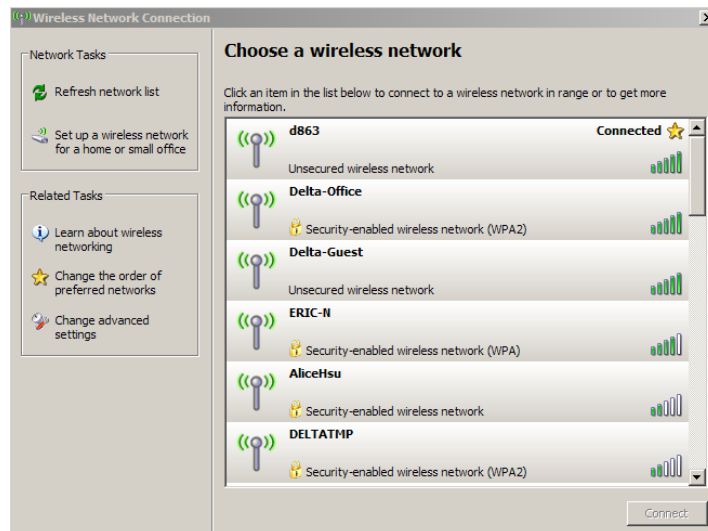 Wireless Network Connection
Network Tasks
Refresh network list
Set up a wireless network
for a home or small office
Related Tasks
Learn about wireless
networking
Change the order of
preferred networks
Change advanced
settings
Choose a wireless network
Click an item in the list below to connect to a wireless network in range or to get more
information.
d863 Connected
Unsecured wireless network
Delta-Office
Security-enabled wireless network (WPA2)
Delta-Guest
Unsecured wireless network
ERIC-N
Security-enabled wireless network (WPA)
AliceHsu
Security-enabled wireless network
DELTATMP
Security-enabled wireless network (WPA2)
Connect